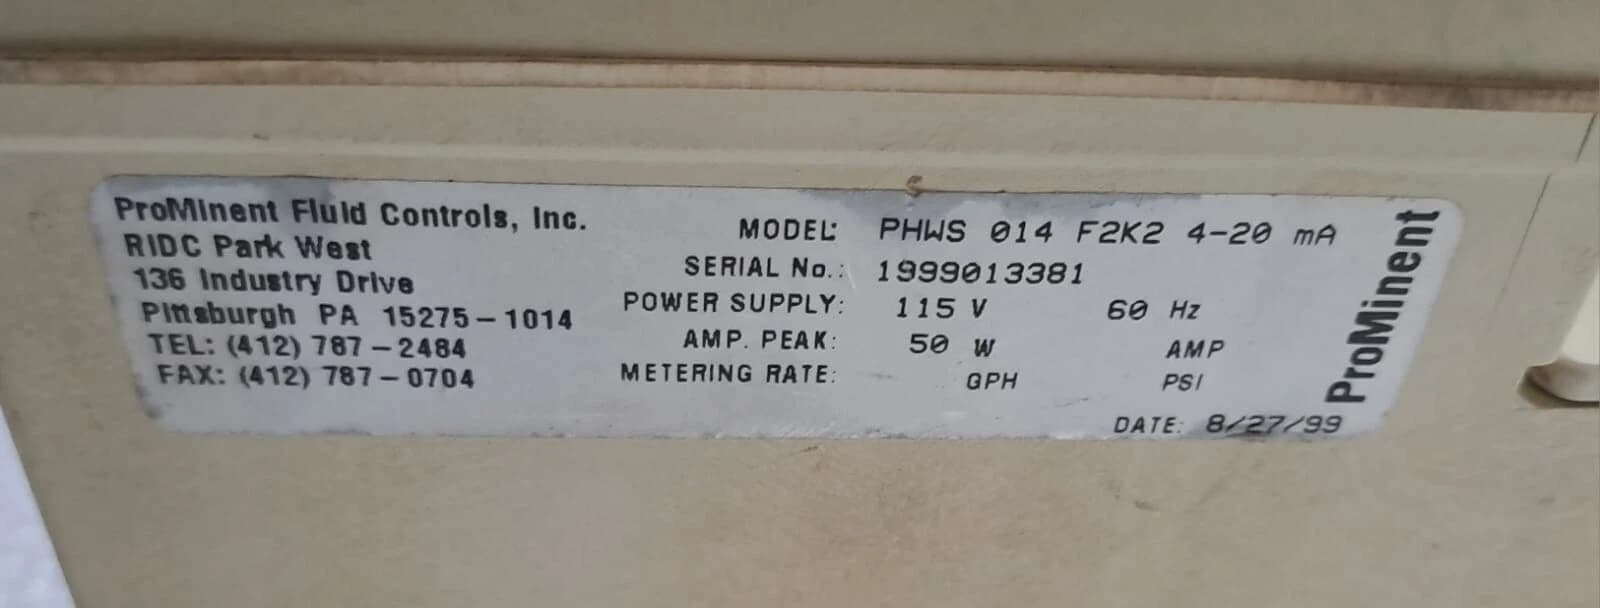 ProMinent Fluid Controls, Inc.
RIDC Park West
136 Industry Drive
Pittsburgh PA 15275-1014
TEL: (412) 787-2484
FAX: (412) 787-0704
MODEL: PHWS 014 F2K2 4-20 mA
SERIAL No.: 1999013381
POWER SUPPLY: 115 V 60 Hz
AMP. PEAK: 50 W AMP
METERING RATE: GPH PSI
DATE: 8/27/99
ProMinent